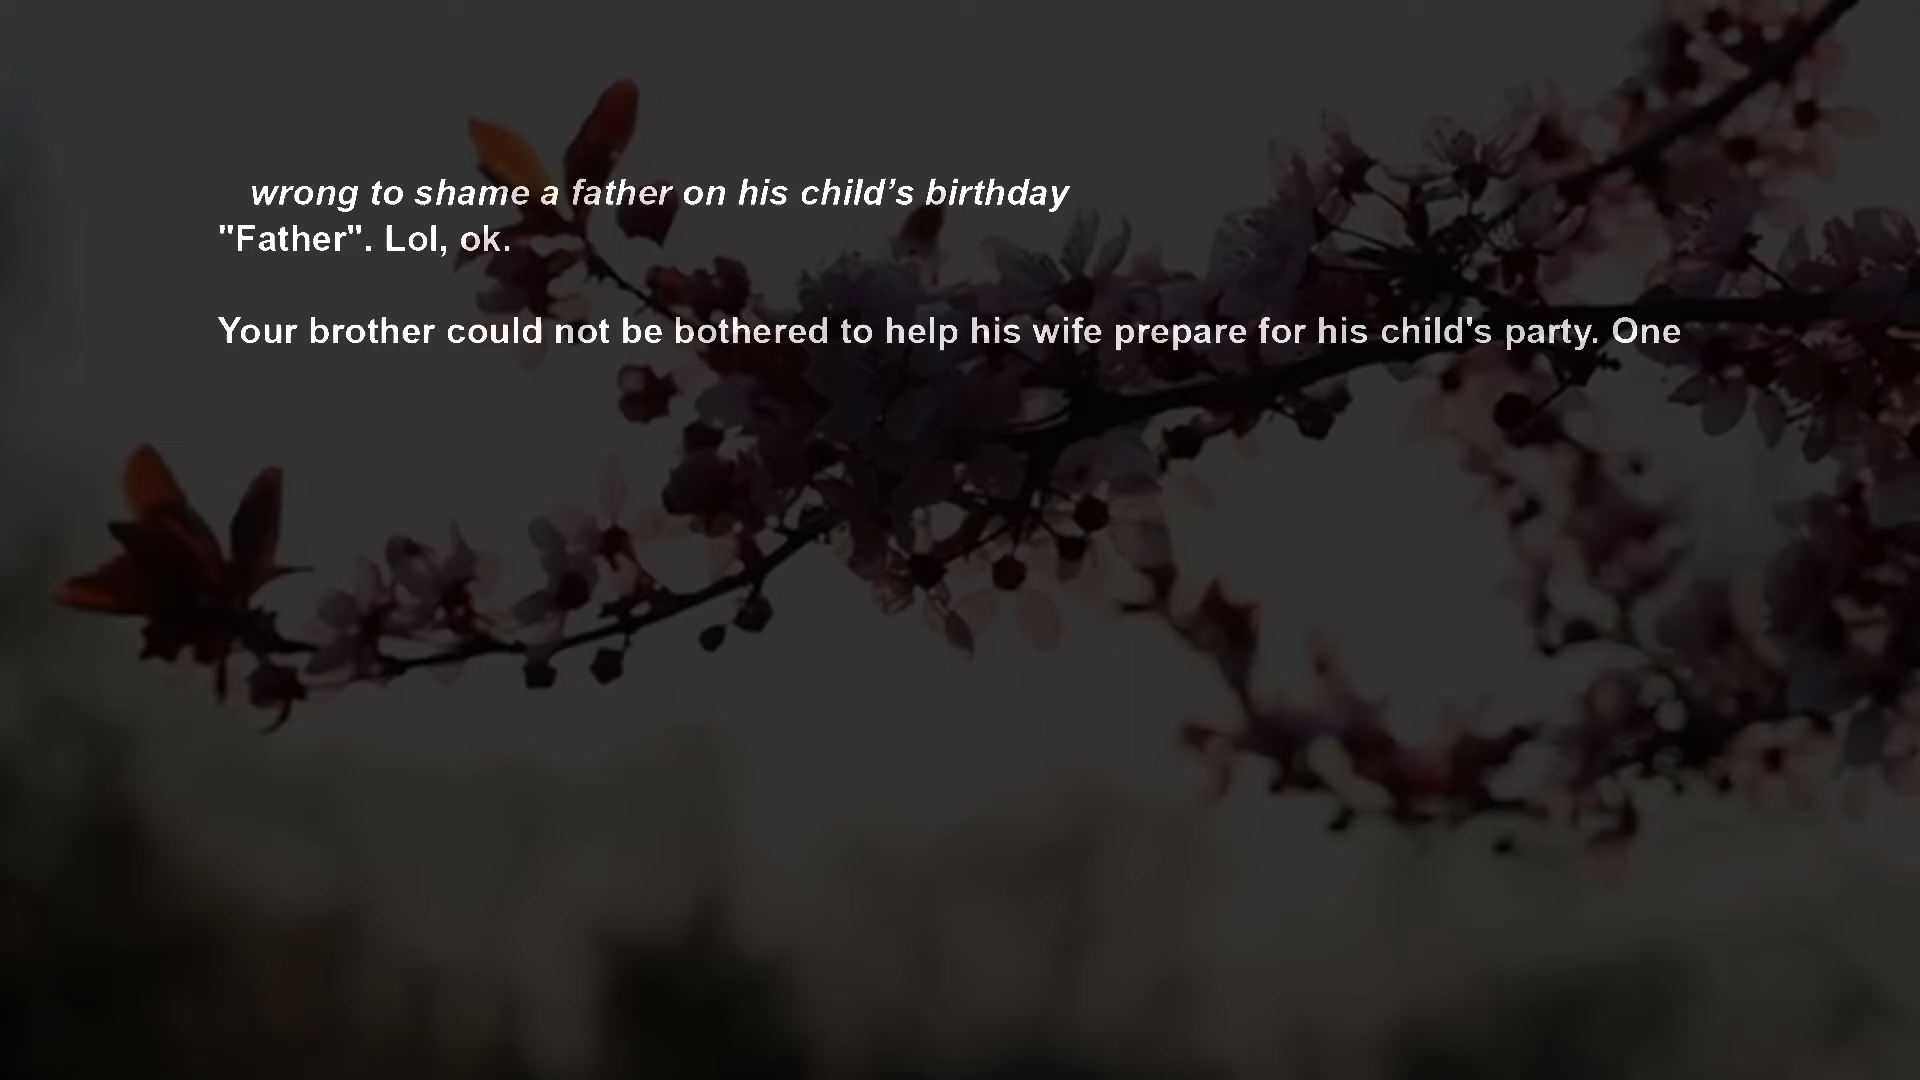 wrong to shame a father on his child’s birthday
"Father". Lol, ok.
Your brother could not be bothered to help his wife prepare for his child's party. One